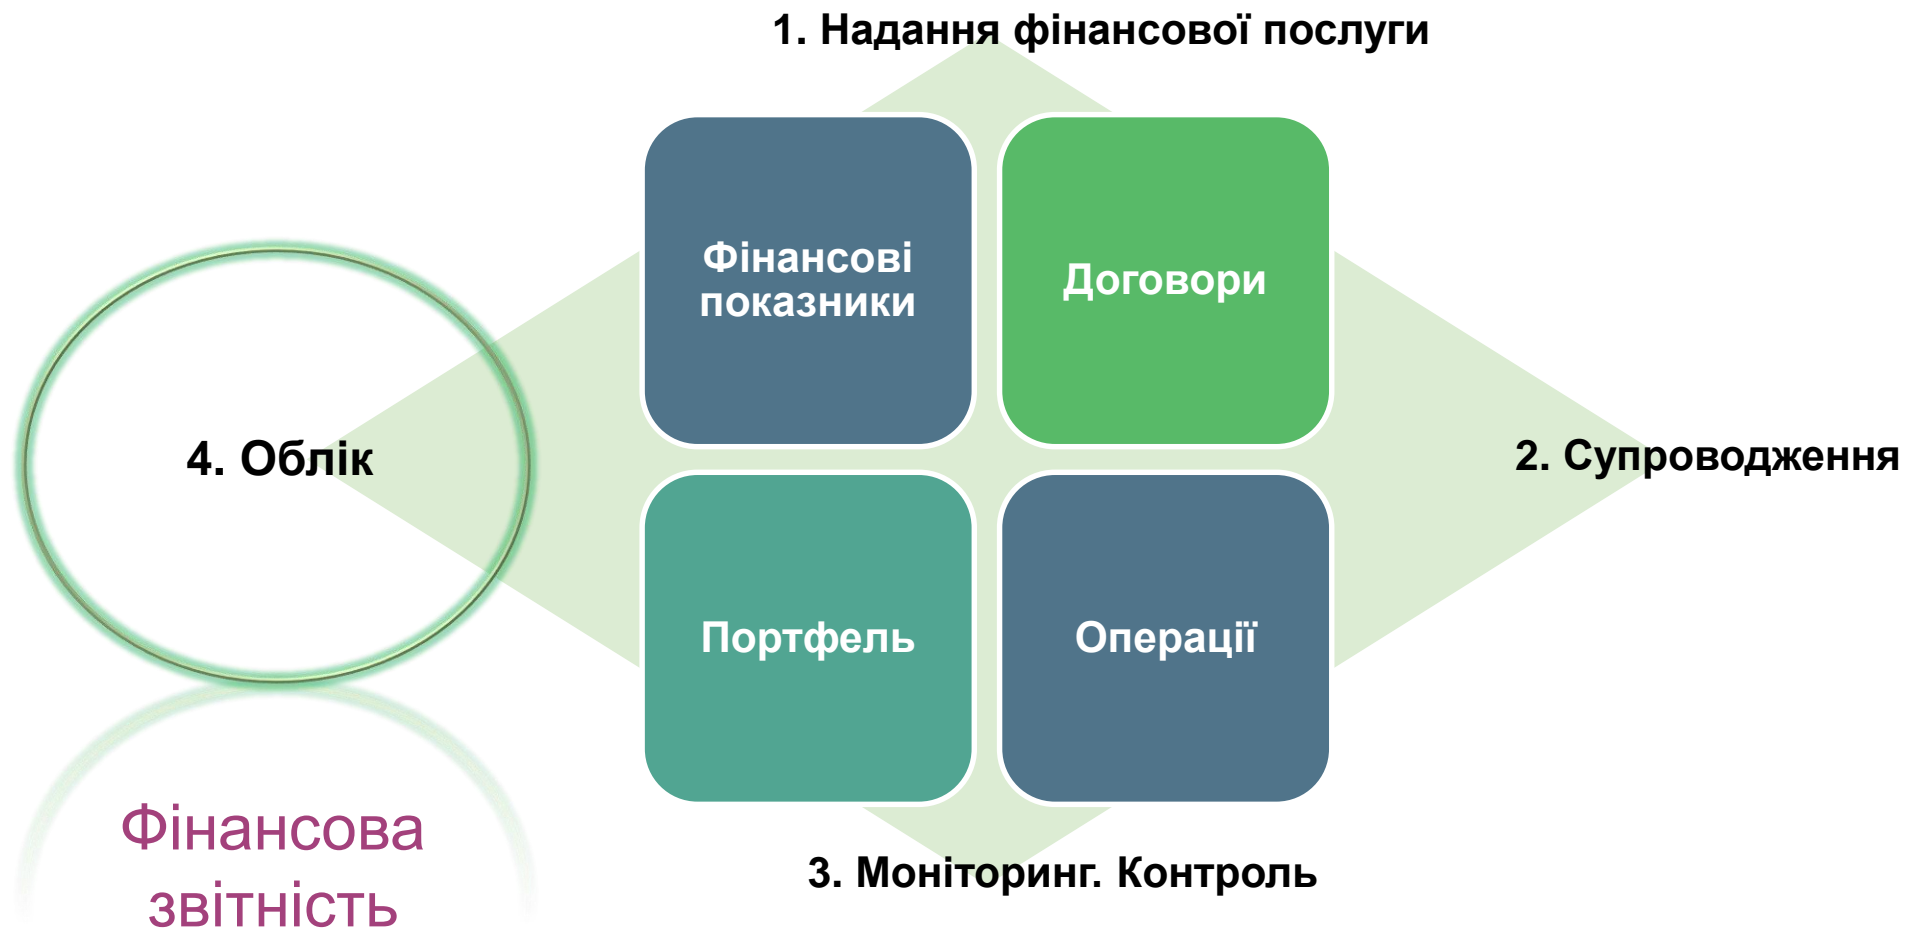 1. Надання фінансової послуги
Фінансові
показники
Договори
4. Облік
2. Супроводження
Портфель
Операції
3. Моніторинг. Контроль
Фінансова
звітність